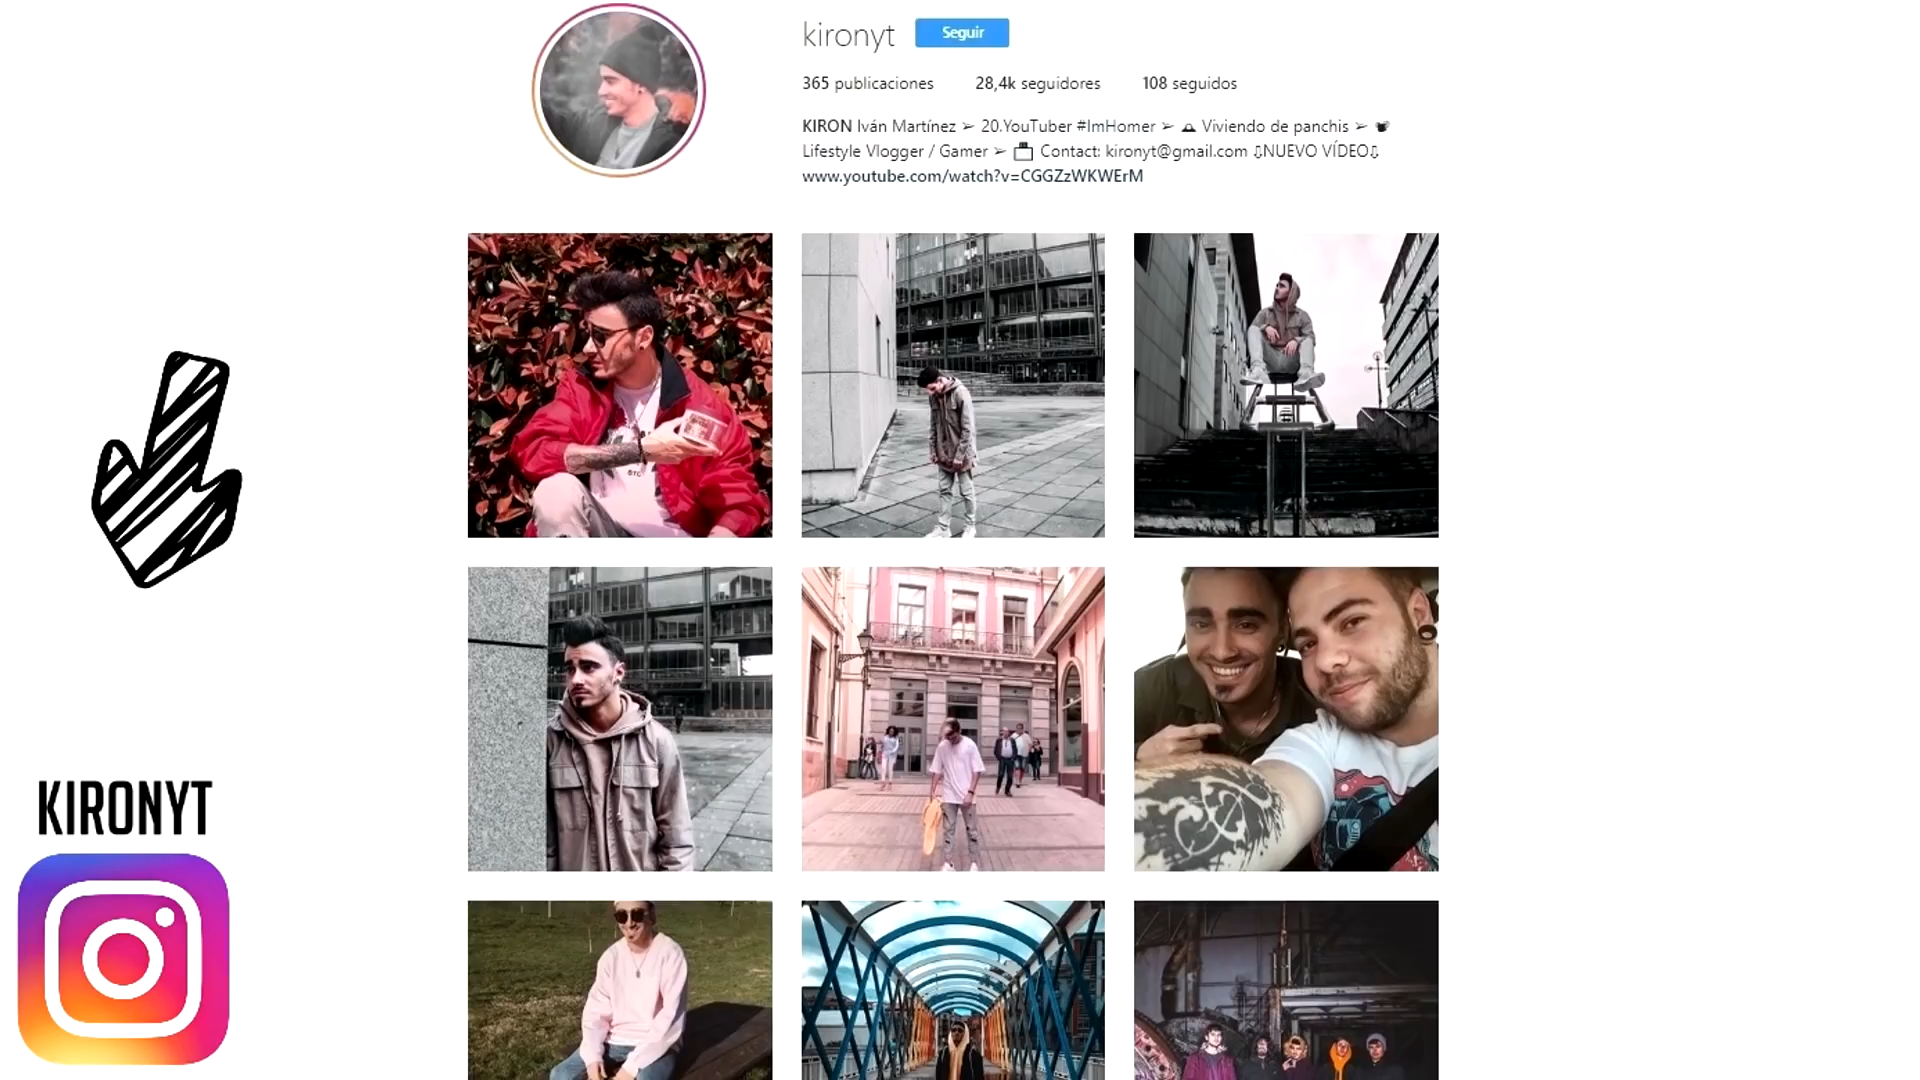 kironyt Seguir
365 publicaciones 28,4k seguidores 108 seguidos
KIRON Iván Martínez ➢ 20.YouTuber #ImHomer ➢ Viviendo de panchis ➢
Lifestyle Vlogger / Gamer ➢ Contact: kironyt@gmail.com ♫NUEVO VÍDEO♫
www.youtube.com/watch?v=CGGZzWKWErM
KIRONYT